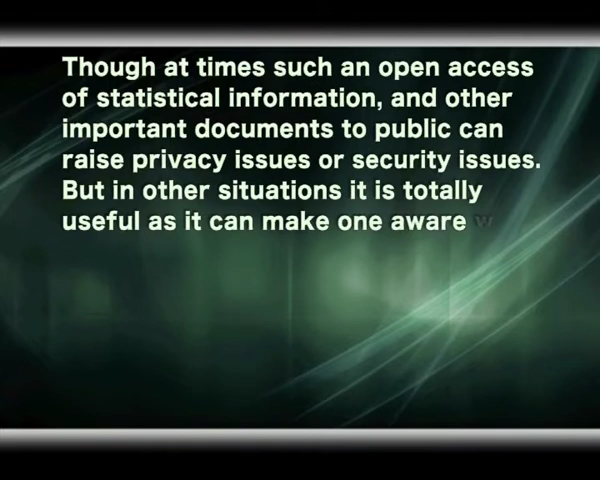 Though at times such an open access
of statistical information, and other
important documents to public can
raise privacy issues or security issues.
But in other situations it is totally
useful as it can make one aware